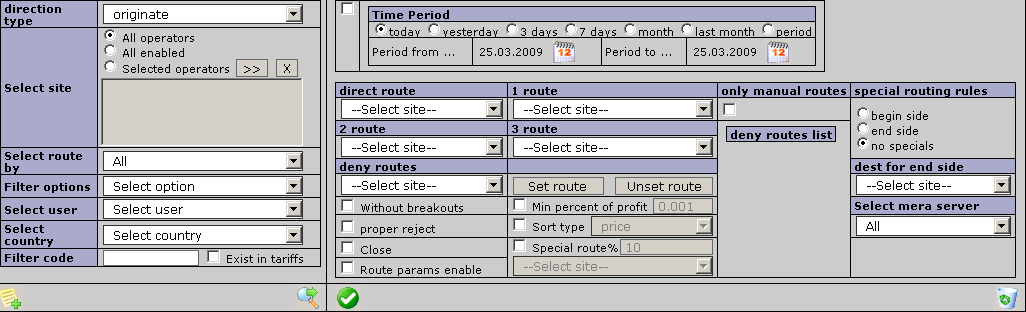 direction type
originate
Select site
All operators
All enabled
Selected operators >> X
Select route by
All
Filter options
Select option
Select user
Select user
Select country
Select country
Filter code
Exist in tariffs
Time Period
today yesterday 3 days 7 days month last month period
Period from ... 25.03.2009 12 Period to ... 25.03.2009 12
direct route 1 route only manual routes special routing rules
--Select site-- --Select site--
begin side
2 route 3 route
end side
deny routes list
--Select site-- --Select site--
no specials
deny routes
dest for end side
--Select site-- Set route Unset route
--Select site--
Without breakouts Min percent of profit 0.001
Select mera server
proper reject Sort type price
All
Close Special route% 10
Route params enable --Select site--